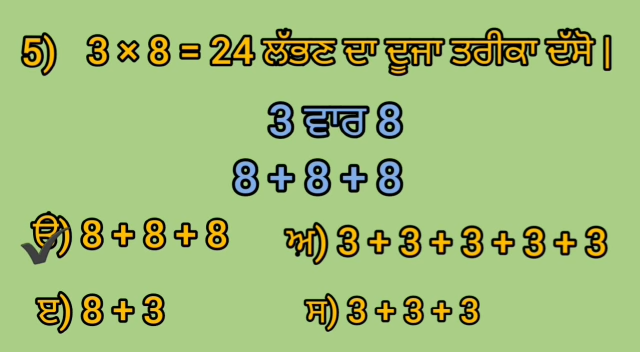 5) 3 × 8 = 24 ਲੱਭਣ ਦਾ ਦੂਜਾ ਤਰੀਕਾ ਦੱਸੋ |
3 ਵਾਰ 8
8 + 8 + 8
ੳ) 8 + 8 + 8 ਅ) 3 + 3 + 3 + 3 + 3
ੲ) 8 + 3 ਸ) 3 + 3 + 3